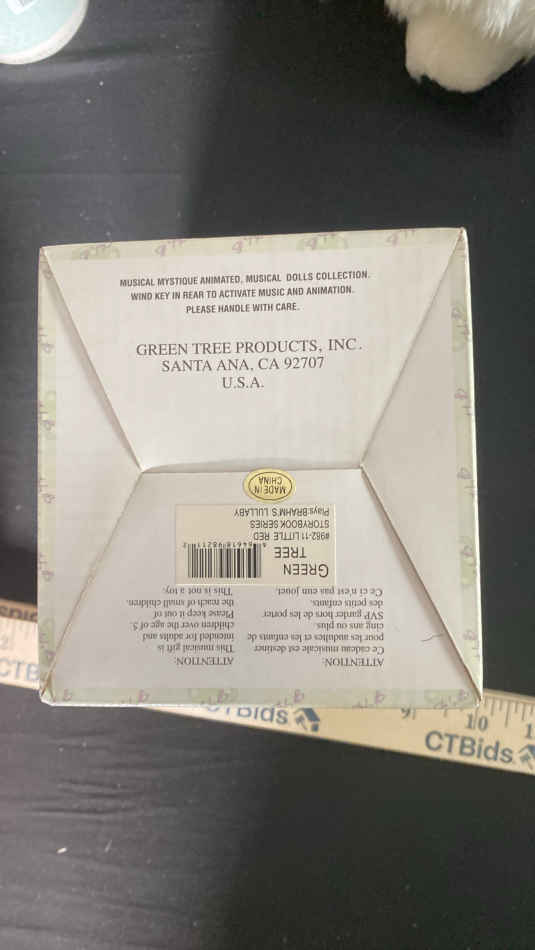 MUSICAL MYSTIQUE ANIMATED, MUSICAL DOLLS COLLECTION.
WIND KEY IN REAR TO ACTIVATE MUSIC AND ANIMATION.
PLEASE HANDLE WITH CARE.
GREEN TREE PRODUCTS, INC.
SANTA ANA, CA 92707
U.S.A.
MADE IN
CHINA
GREEN
TREE
#982-11 LITTLE RED
STORYBOOK SERIES
Plays:BRAHM'S LULLABY
ATTENTION:
This musical gift is
intended for adults and
children over the age of 5.
Please keep it out of
the reach of small children.
This is not a toy.
ATTENTION:
Ce cadeau musicale est destiner
pour les andultes et les enfants de
cinq ans ou plus.
SVP garder hors de les porter
des petits enfants.
Ce ci n'est pas eun jouet.
CTBids
9 10
CTBids